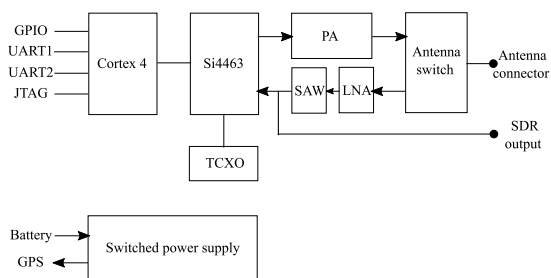 GPIO
UART1
UART2
JTAG
Cortex 4
Si4463
PA
SAW
LNA
Antenna
switch
Antenna
connector
SDR
output
TCXO
Battery
GPS
Switched power supply